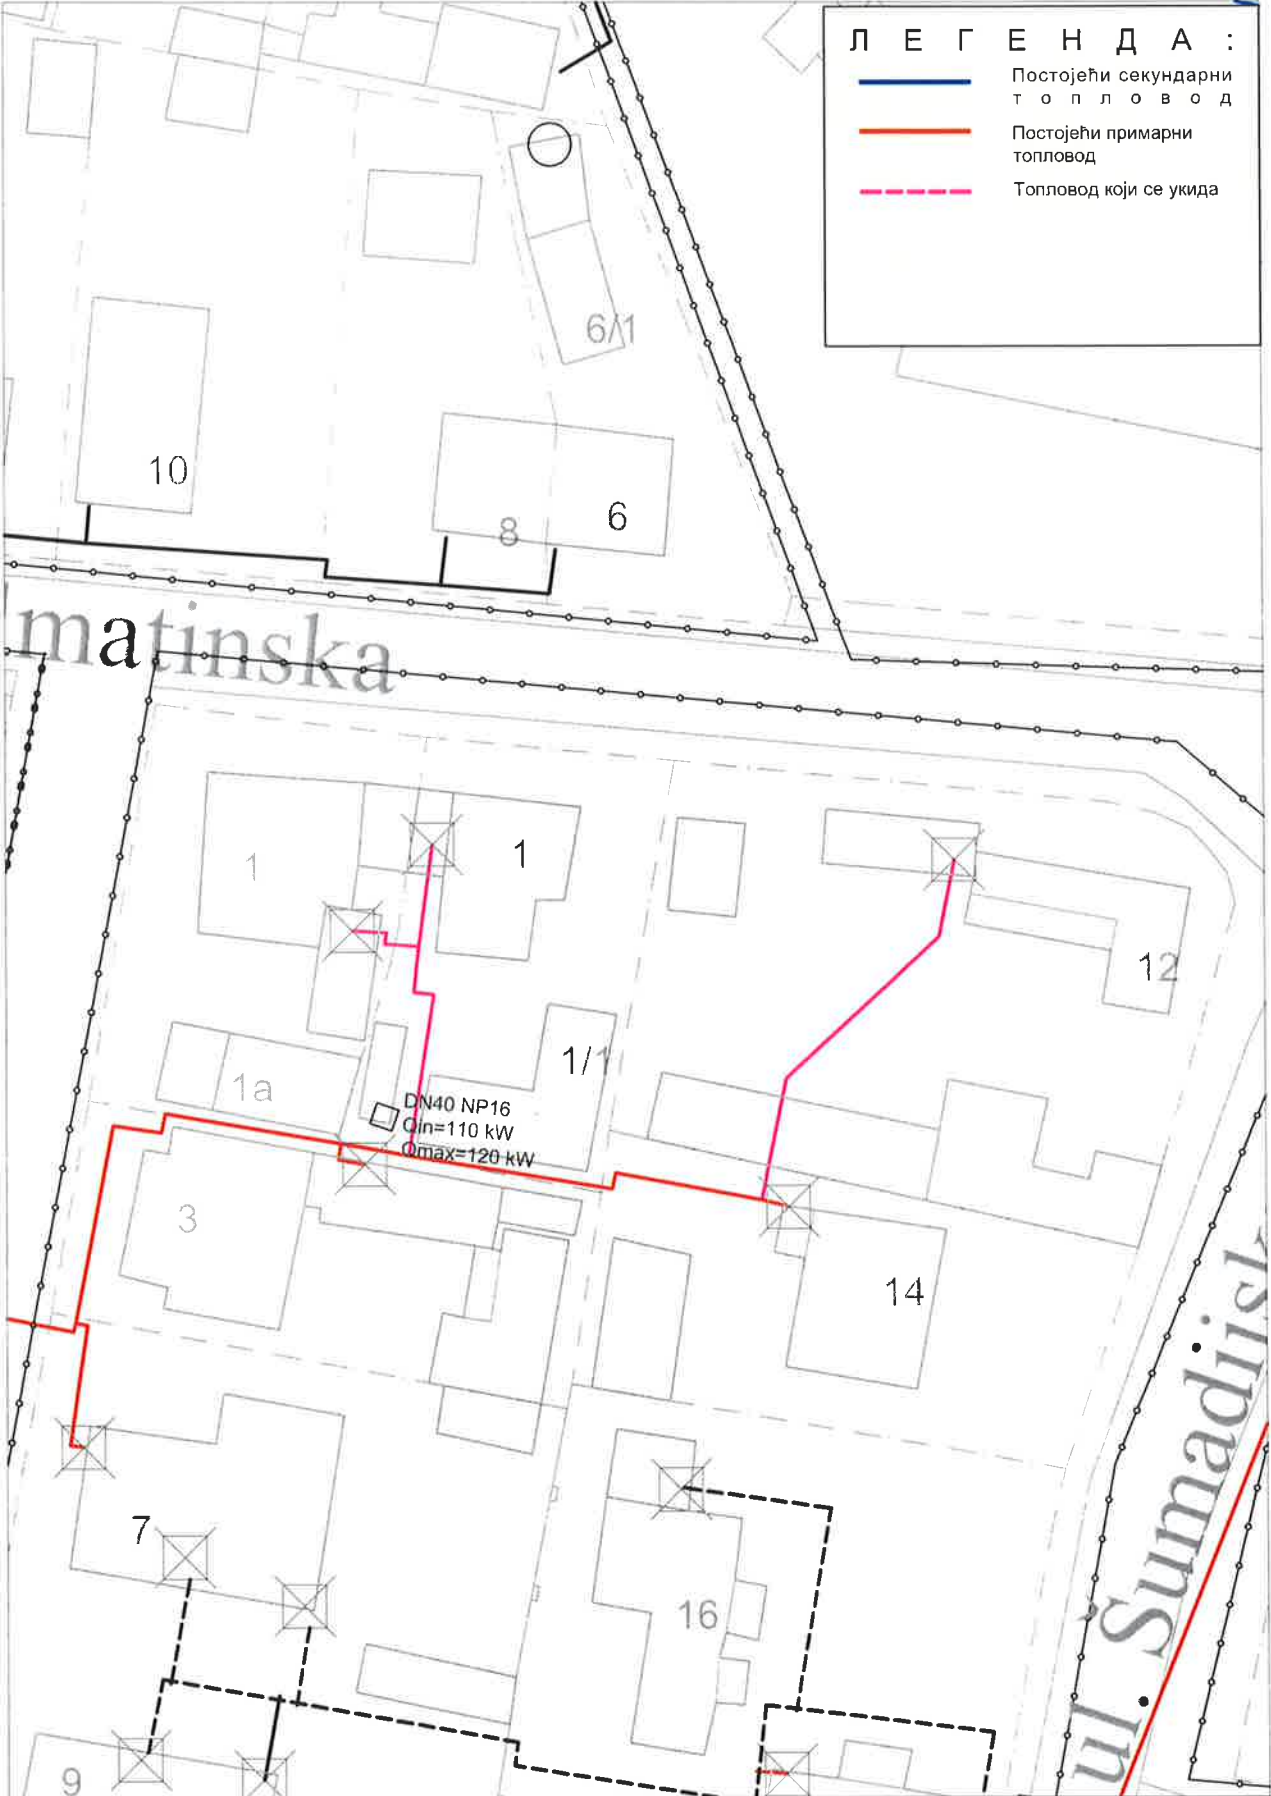 Л Е Г Е Н Д А :
Постојећи секундарни
т о п л о в о д
Постојећи примарни
топловод
Топловод који се укида
6/1
10
8
6
matinska
1
1
12
1/1
1a
DN40 NP16
Qin=110 kW
Qmax=120 kW
3
14
7
16
9
ul. Šumadijsk